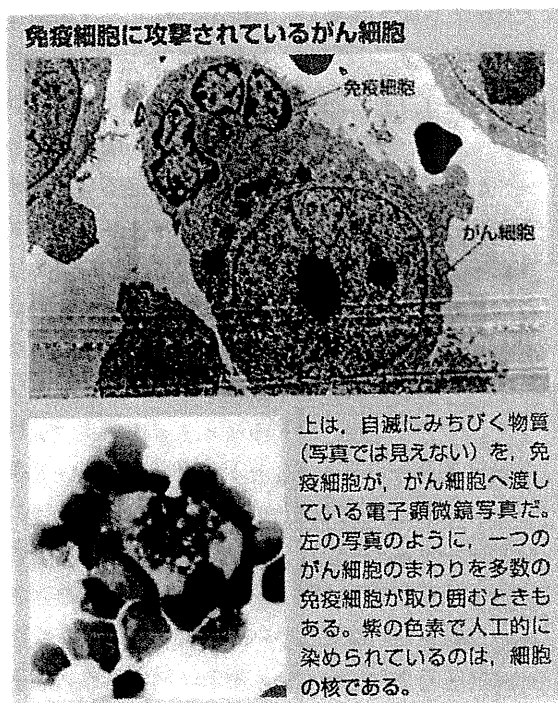 免疫細胞に攻撃されているがん細胞
免疫細胞
がん細胞
上は，自滅にみちびく物質
(写真では見えない) を，免
疫細胞が，がん細胞へ渡し
ている電子顕微鏡写真だ。
左の写真のように，一つの
がん細胞のまわりを多数の
免疫細胞が取り囲むときも
ある。紫の色素で人工的に
染められているのは，細胞
の核である。